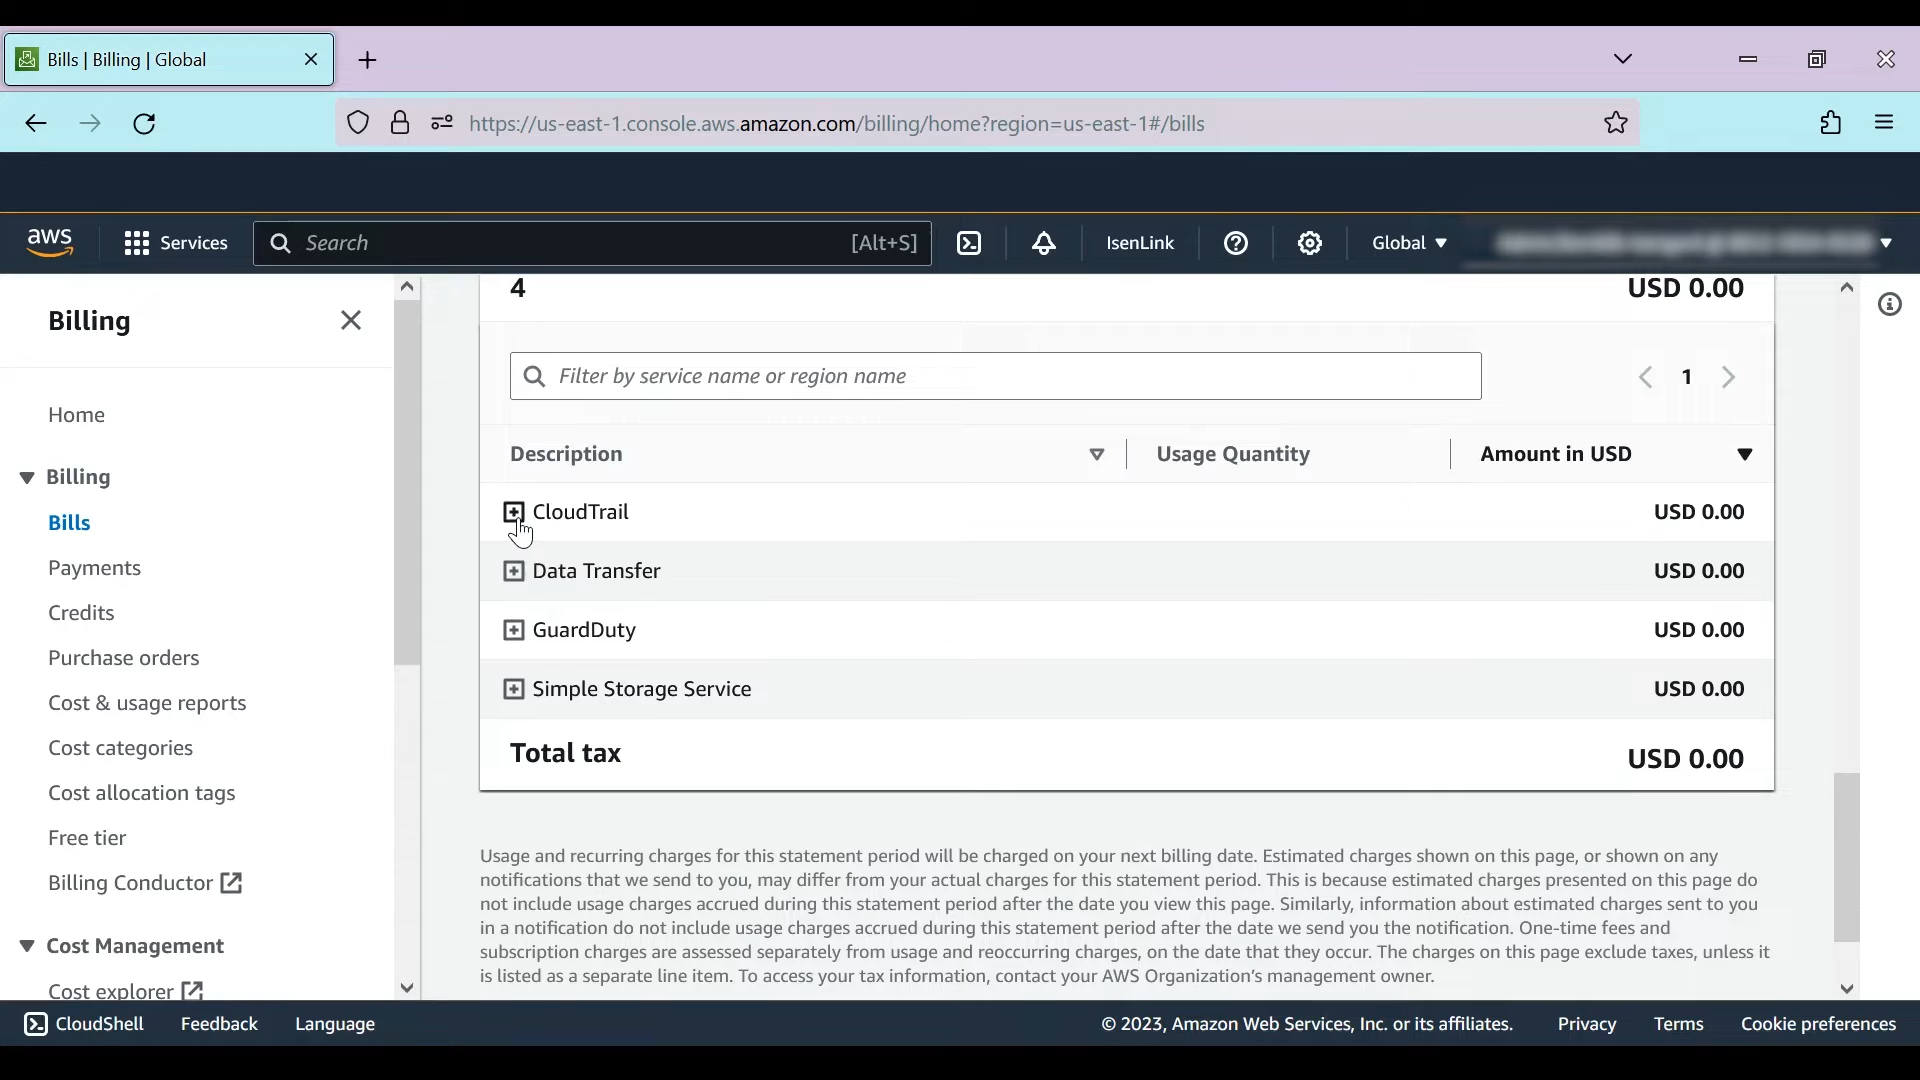 Bills | Billing | Global
https://us-east-1.console.aws.amazon.com/billing/home?region=us-east-1#/bills
aws
Services
Search
[Alt+S]
IsenLink
Global
Billing
Home
Billing
Bills
Payments
Credits
Purchase orders
Cost & usage reports
Cost categories
Cost allocation tags
Free tier
Billing Conductor
Cost Management
Cost explorer
4 USD 0.00
Filter by service name or region name
1
Description Usage Quantity Amount in USD
CloudTrail USD 0.00
Data Transfer USD 0.00
GuardDuty USD 0.00
Simple Storage Service USD 0.00
Total tax USD 0.00
Usage and recurring charges for this statement period will be charged on your next billing date. Estimated charges shown on this page, or shown on any
notifications that we send to you, may differ from your actual charges for this statement period. This is because estimated charges presented on this page do
not include usage charges accrued during this statement period after the date you view this page. Similarly, information about estimated charges sent to you
in a notification do not include usage charges accrued during this statement period after the date we send you the notification. One-time fees and
subscription charges are assessed separately from usage and reoccurring charges, on the date that they occur. The charges on this page exclude taxes, unless it
is listed as a separate line item. To access your tax information, contact your AWS Organization's management owner.
CloudShell
Feedback
Language
© 2023, Amazon Web Services, Inc. or its affiliates.
Privacy
Terms
Cookie preferences